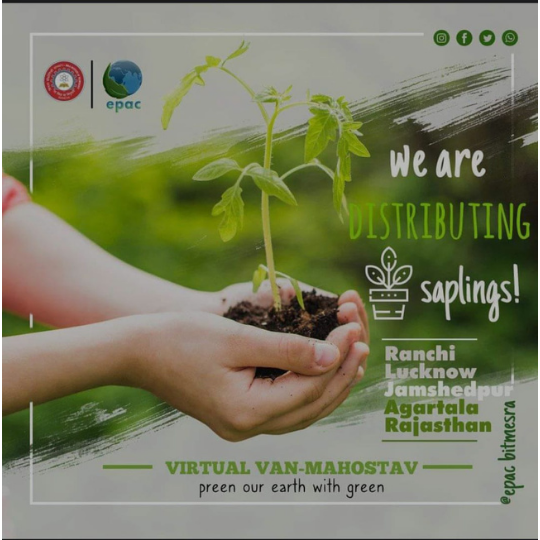 epac
we are
DISTRIBUTING
saplings!
Ranchi
Lucknow
Jamshedpur
Agartala
Rajasthan
@epac bitmesra
VIRTUAL VAN-MAHOSTAV
preen our earth with green